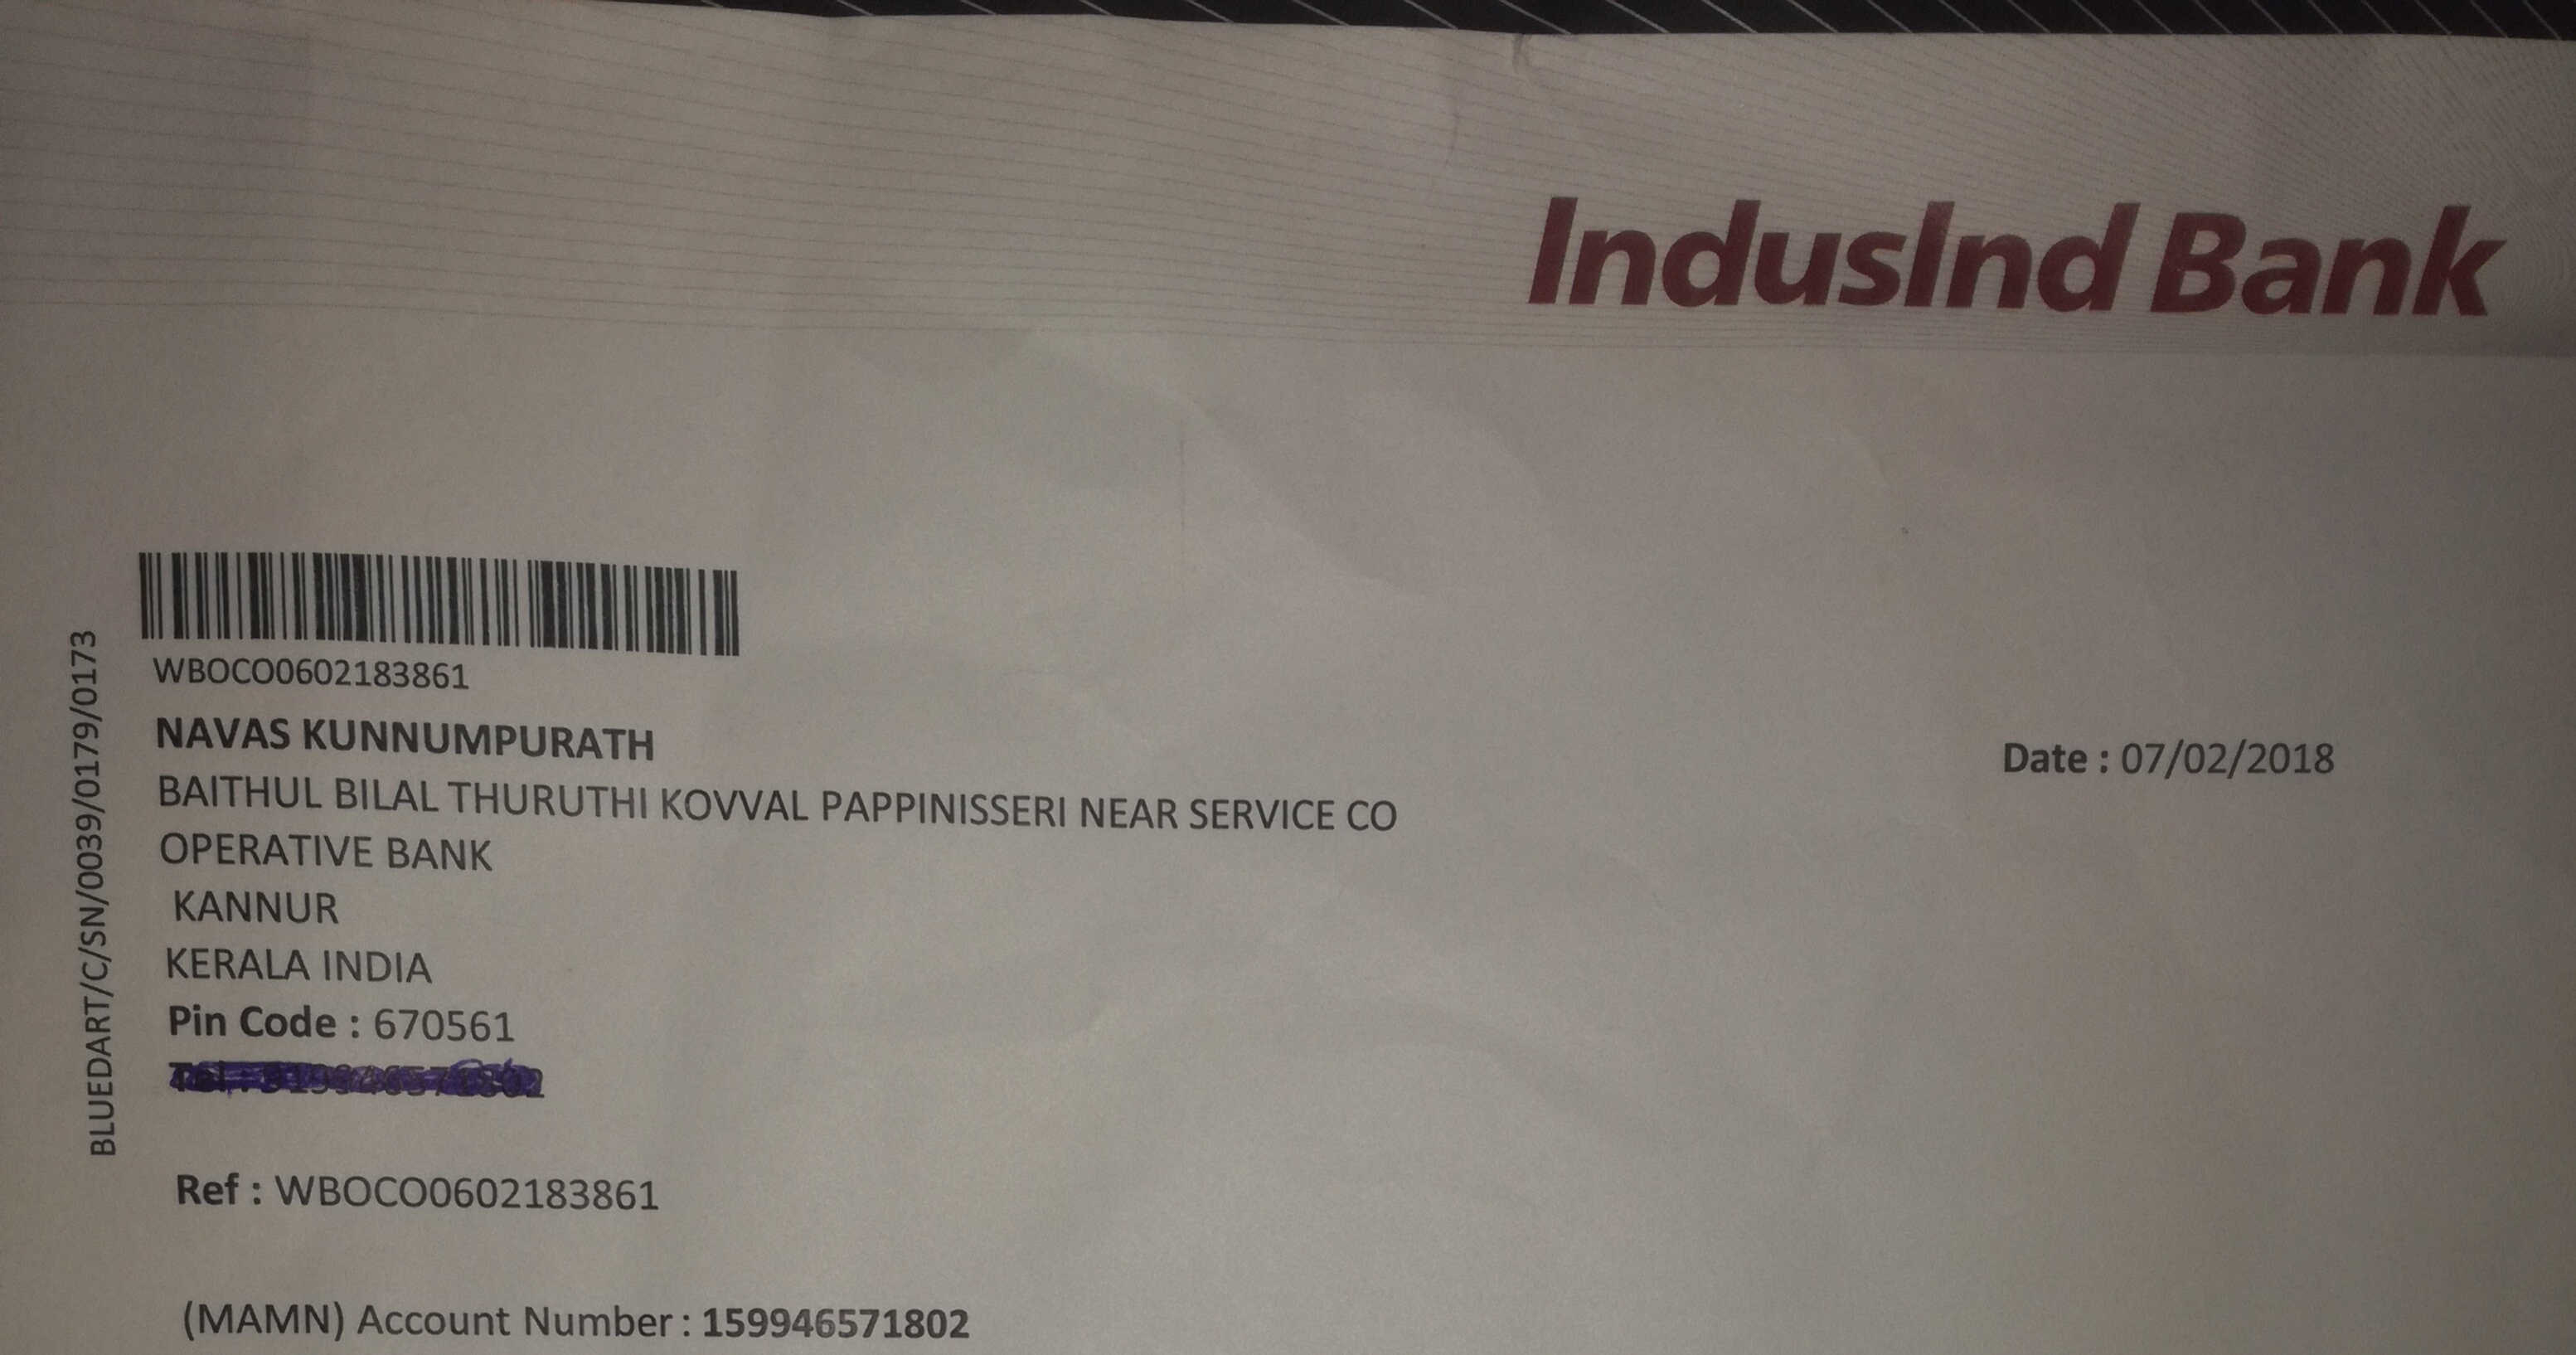 IndusInd Bank
WBOCO0602183861
NAVAS KUNNUMPURATH
Date : 07/02/2018
BAITHUL BILAL THURUTHI KOVVAL PAPPINISSERI NEAR SERVICE CO
OPERATIVE BANK
KANNUR
KERALA INDIA
Pin Code : 670561
Ref : WBOCO0602183861
(MAMN) Account Number : 159946571802
BLUEDART/C/SN/0039/0179/0173